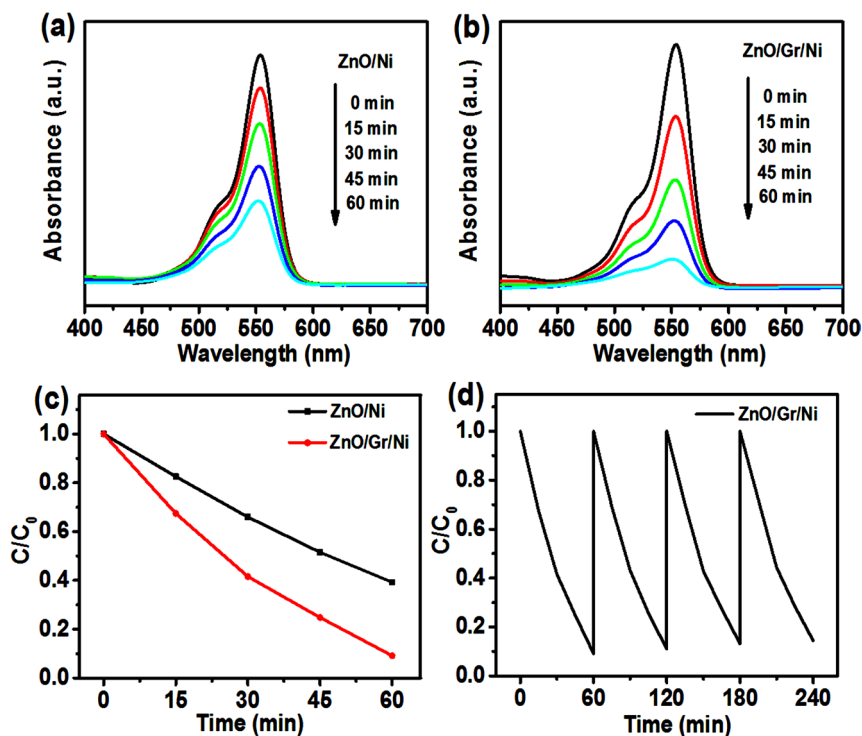 (a)
ZnO/Ni
0 min
15 min
30 min
45 min
60 min
Absorbance (a.u.)
400 450 500 550 600 650 700
Wavelength (nm)
(b)
ZnO/Gr/Ni
0 min
15 min
30 min
45 min
60 min
Absorbance (a.u.)
400 450 500 550 600 650 700
Wavelength (nm)
(c)
ZnO/Ni
ZnO/Gr/Ni
1.0
0.8
0.6
0.4
0.2
0.0
C/C0
0 15 30 45 60
Time (min)
(d)
ZnO/Gr/Ni
1.0
0.8
0.6
0.4
0.2
0.0
C/C0
0 60 120 180 240
Time (min)